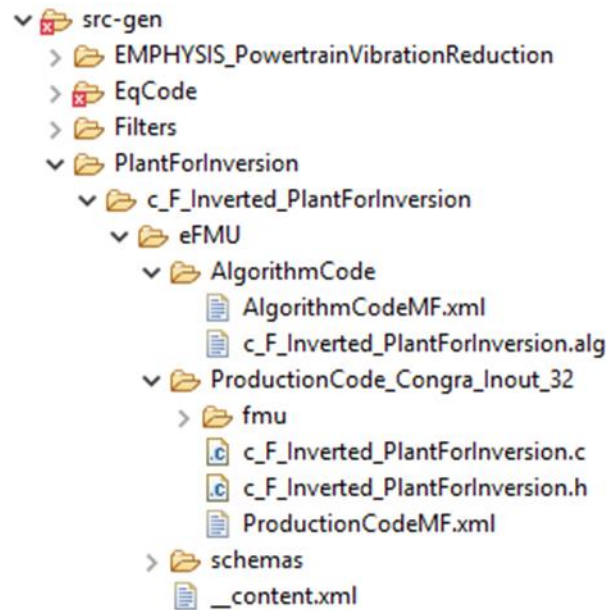 src-gen
EMPHYSIS_PowertrainVibrationReduction
EqCode
Filters
PlantForInversion
c_F_Inverted_PlantForInversion
eFMU
AlgorithmCode
AlgorithmCodeMF.xml
c_F_Inverted_PlantForInversion.alg
ProductionCode_Congra_Inout_32
fmu
c_F_Inverted_PlantForInversion.c
c_F_Inverted_PlantForInversion.h
ProductionCodeMF.xml
schemas
__content.xml